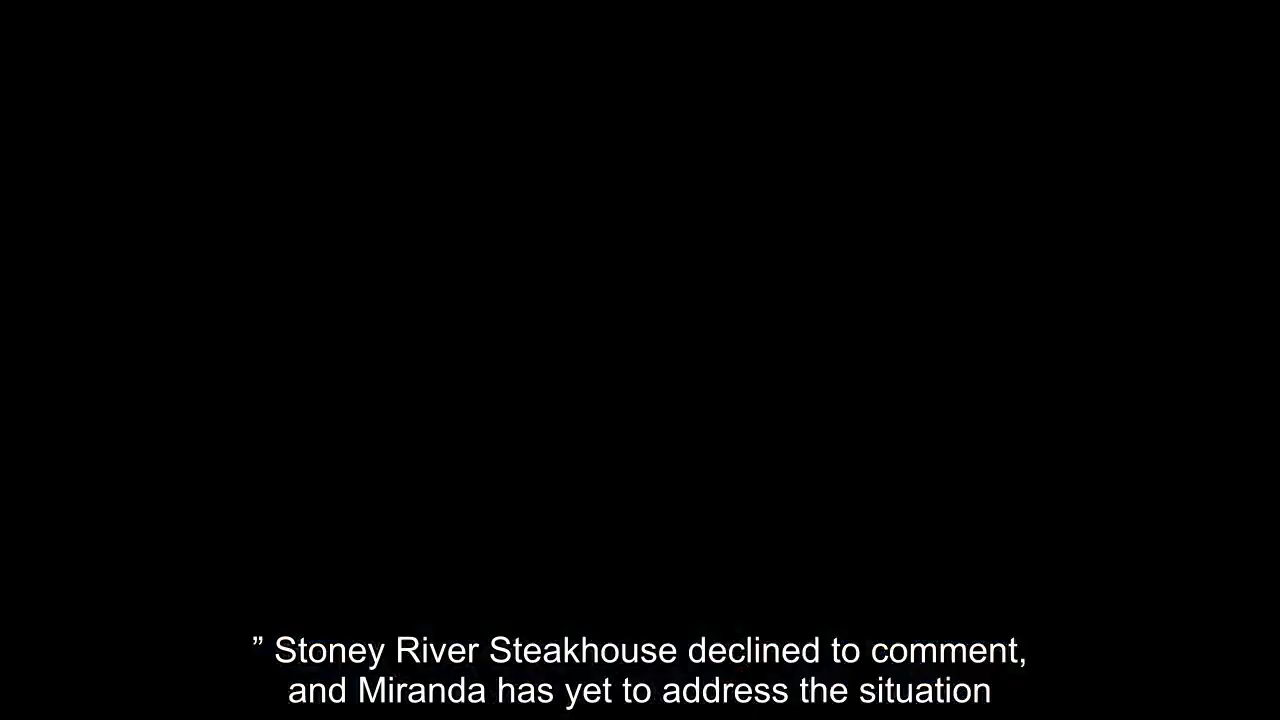 ” Stoney River Steakhouse declined to comment,
and Miranda has yet to address the situation